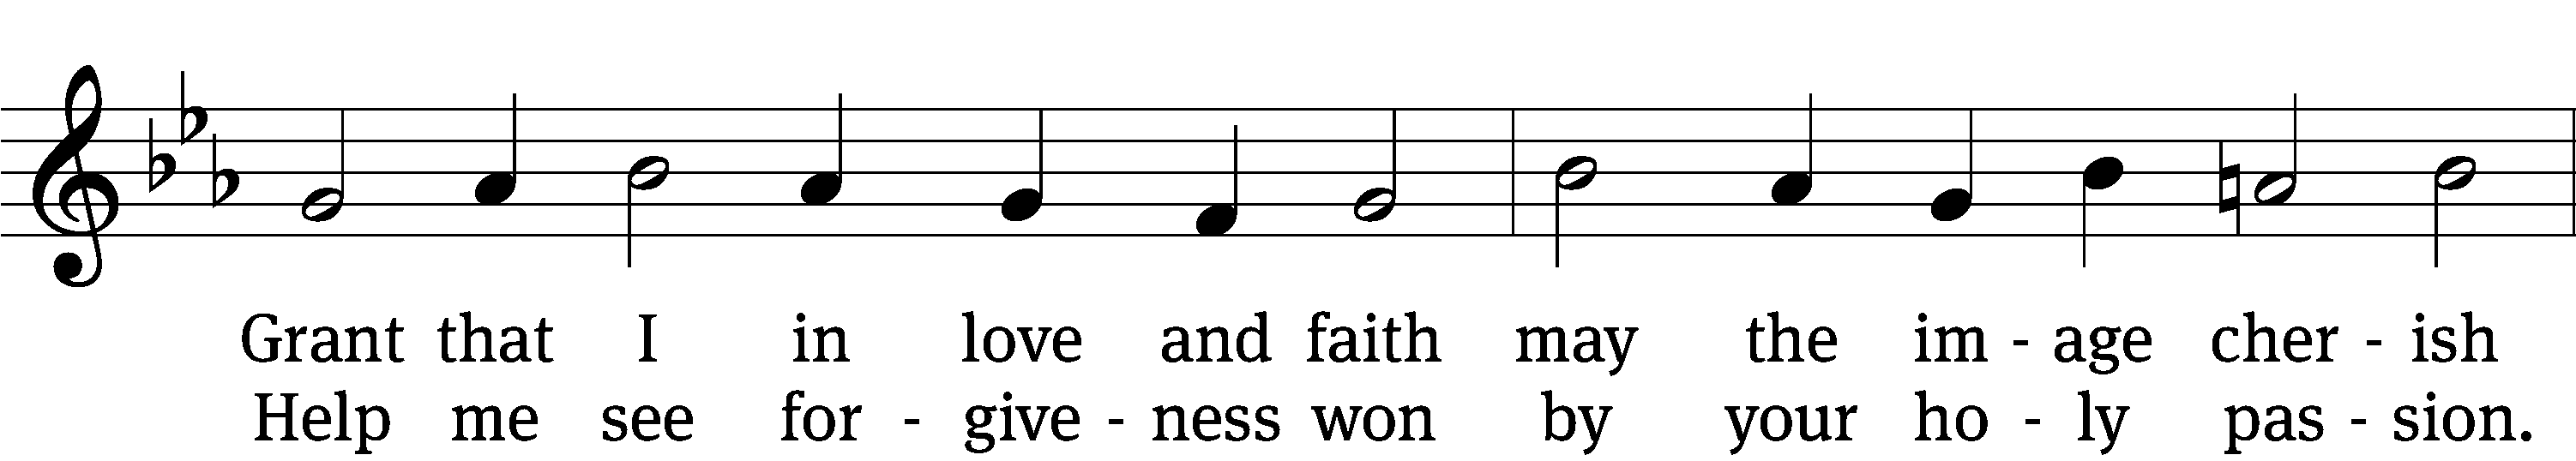 Grant that I in love and faith may the im - age cher - ish
Help me see for - give - ness won by your ho - ly pas - sion.